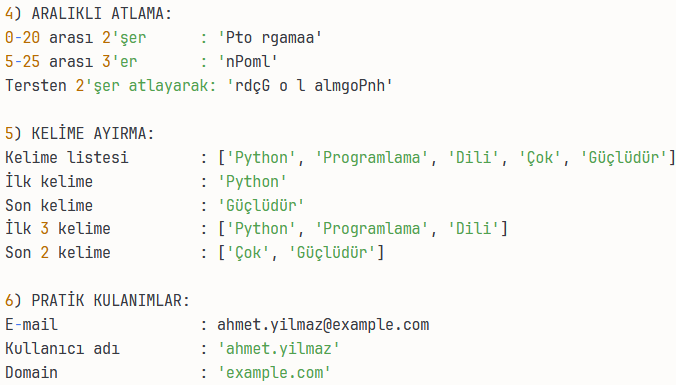 4) ARALIKLI ATLAMA:
0-20 arası 2'şer      : 'Pto rgamaa'
5-25 arası 3'er       : 'nPoml'
Tersten 2'şer atlayarak: 'rdçG o l almgoPnh'

5) KELİME AYIRMA:
Kelime listesi        : ['Python', 'Programlama', 'Dili', 'Çok', 'Güçlüdür']
İlk kelime            : 'Python'
Son kelime            : 'Güçlüdür'
İlk 3 kelime          : ['Python', 'Programlama', 'Dili']
Son 2 kelime          : ['Çok', 'Güçlüdür']

6) PRATİK KULANIMLAR:
E-mail                : ahmet.yilmaz@example.com
Kullanıcı adı         : 'ahmet.yilmaz'
Domain                : 'example.com'